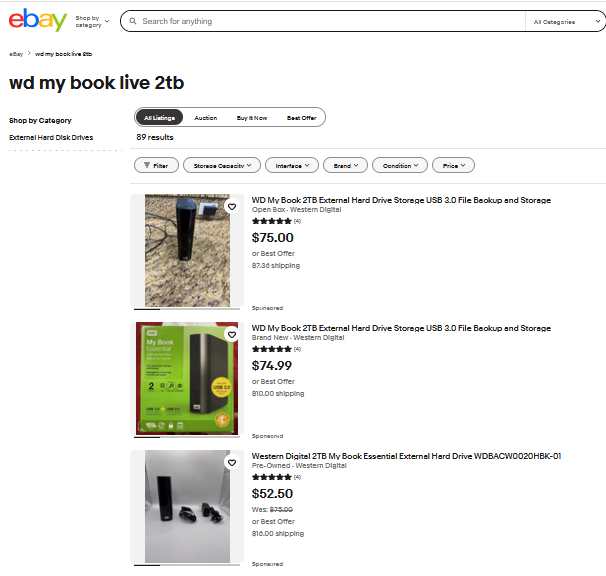 ebay
Shop by category
Search for anything
All Categories
eBay > wd my book live 2tb
wd my book live 2tb
Shop by Category
External Hard Disk Drives
All Listings Auction Buy It Now Best Offer
89 results
Filter Storage Capacity Interface Brand Condition Price
WD My Book 2TB External Hard Drive Storage USB 3.0 File Backup and Storage
Open Box · Western Digital
(4)
$75.00
or Best Offer
$7.36 shipping
Sponsored
My Book
Essential
2
USB 3.0
WD
WD My Book 2TB External Hard Drive Storage USB 3.0 File Backup and Storage
Brand New · Western Digital
(4)
$74.99
or Best Offer
$10.00 shipping
Sponsored
Western Digital 2TB My Book Essential External Hard Drive WDBACW0020HBK-01
Pre-Owned · Western Digital
(4)
$52.50
Was: $75.00
or Best Offer
$16.00 shipping
Sponsored